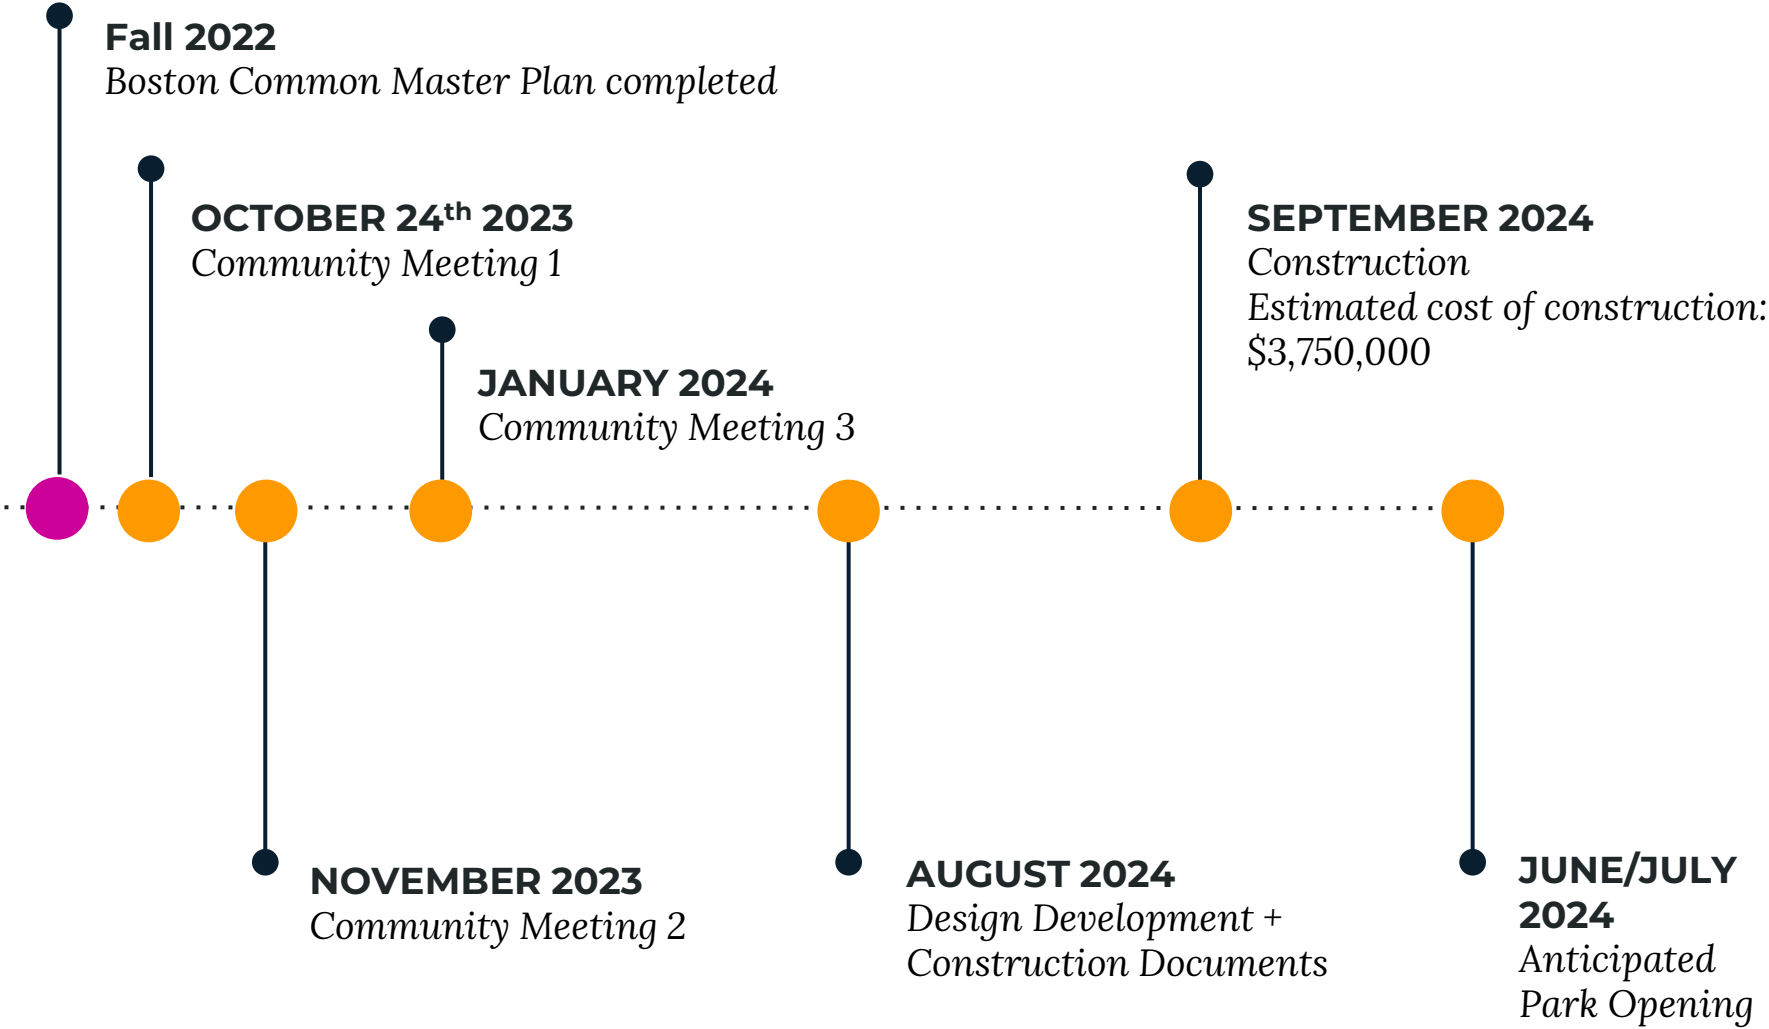 Fall 2022
Boston Common Master Plan completed
OCTOBER 24th 2023
Community Meeting 1
NOVEMBER 2023
Community Meeting 2
JANUARY 2024
Community Meeting 3
AUGUST 2024
Design Development +
Construction Documents
SEPTEMBER 2024
Construction
Estimated cost of construction:
$3,750,000
JUNE/JULY
2024
Anticipated
Park Opening